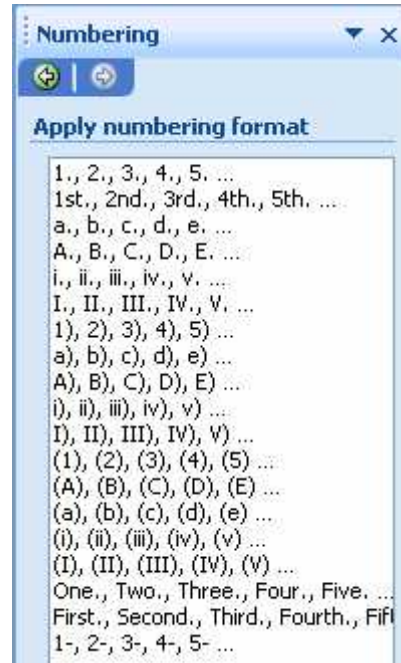 Numbering
Apply numbering format
1., 2., 3., 4., 5. ...
1st., 2nd., 3rd., 4th., 5th. ...
a., b., c., d., e. ...
A., B., C., D., E. ...
i., ii., iii., iv., v. ...
I., II., III., IV., V. ...
1), 2), 3), 4), 5) ...
a), b), c), d), e) ...
A), B), C), D), E) ...
i), ii), iii), iv), v) ...
I), II), III), IV), V) ...
(1), (2), (3), (4), (5) ...
(A), (B), (C), (D), (E) ...
(a), (b), (c), (d), (e) ...
(i), (ii), (iii), (iv), (v) ...
(I), (II), (III), (IV), (V) ...
One., Two., Three., Four., Five. ...
First., Second., Third., Fourth., Fift
1-, 2-, 3-, 4-, 5- ...